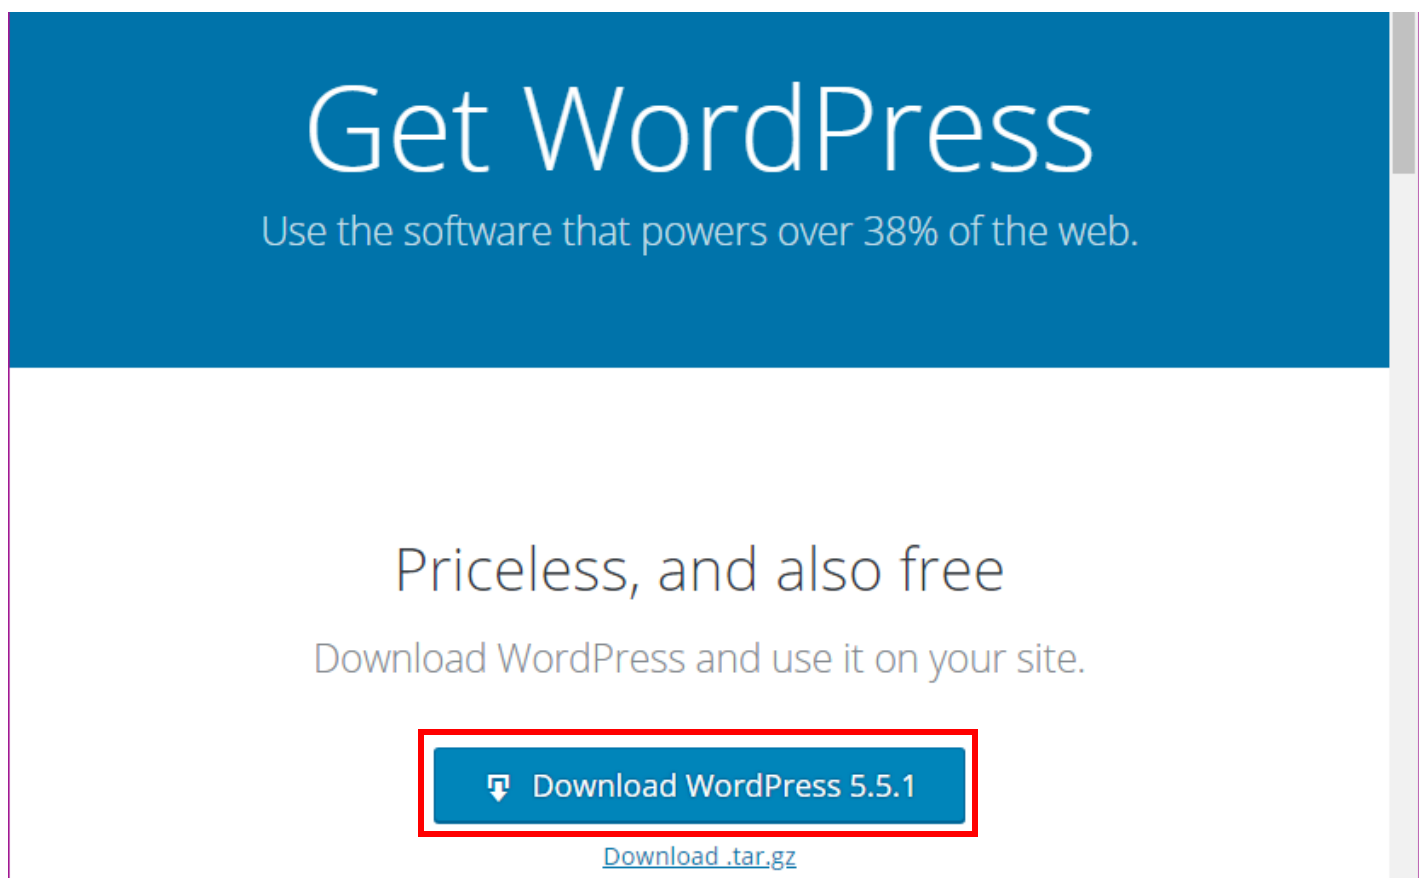 Get WordPress
Use the software that powers over 38% of the web.
Priceless, and also free
Download WordPress and use it on your site.
Download WordPress 5.5.1
Download .tar.gz